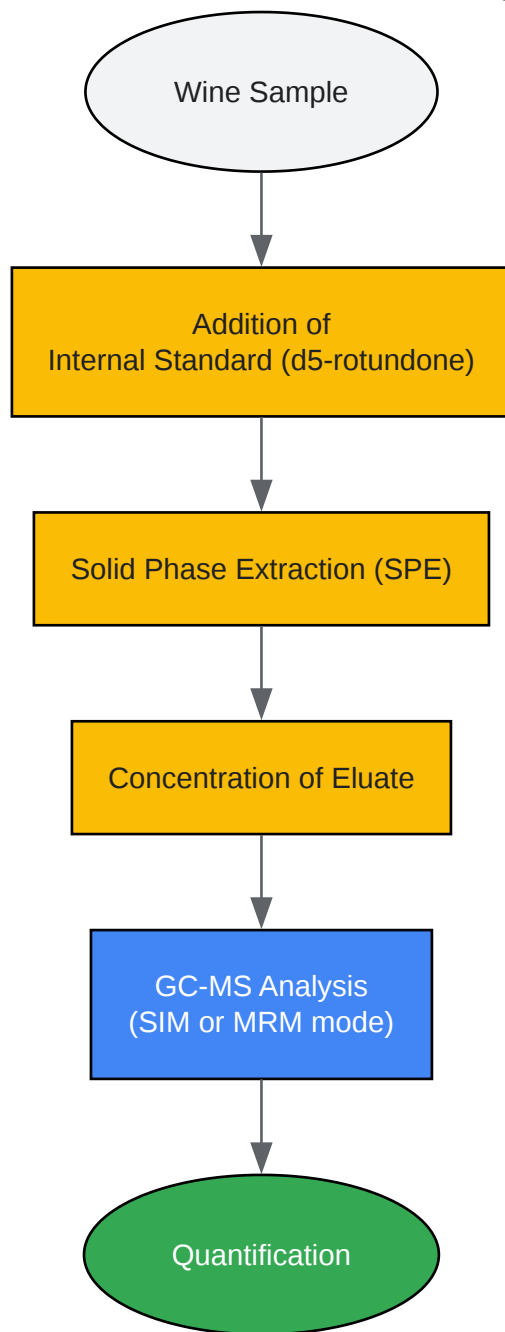 Wine Sample
Addition of
Internal Standard (d5-rotundone)
Solid Phase Extraction (SPE)
Concentration of Eluate
GC-MS Analysis
(SIM or MRM mode)
Quantification